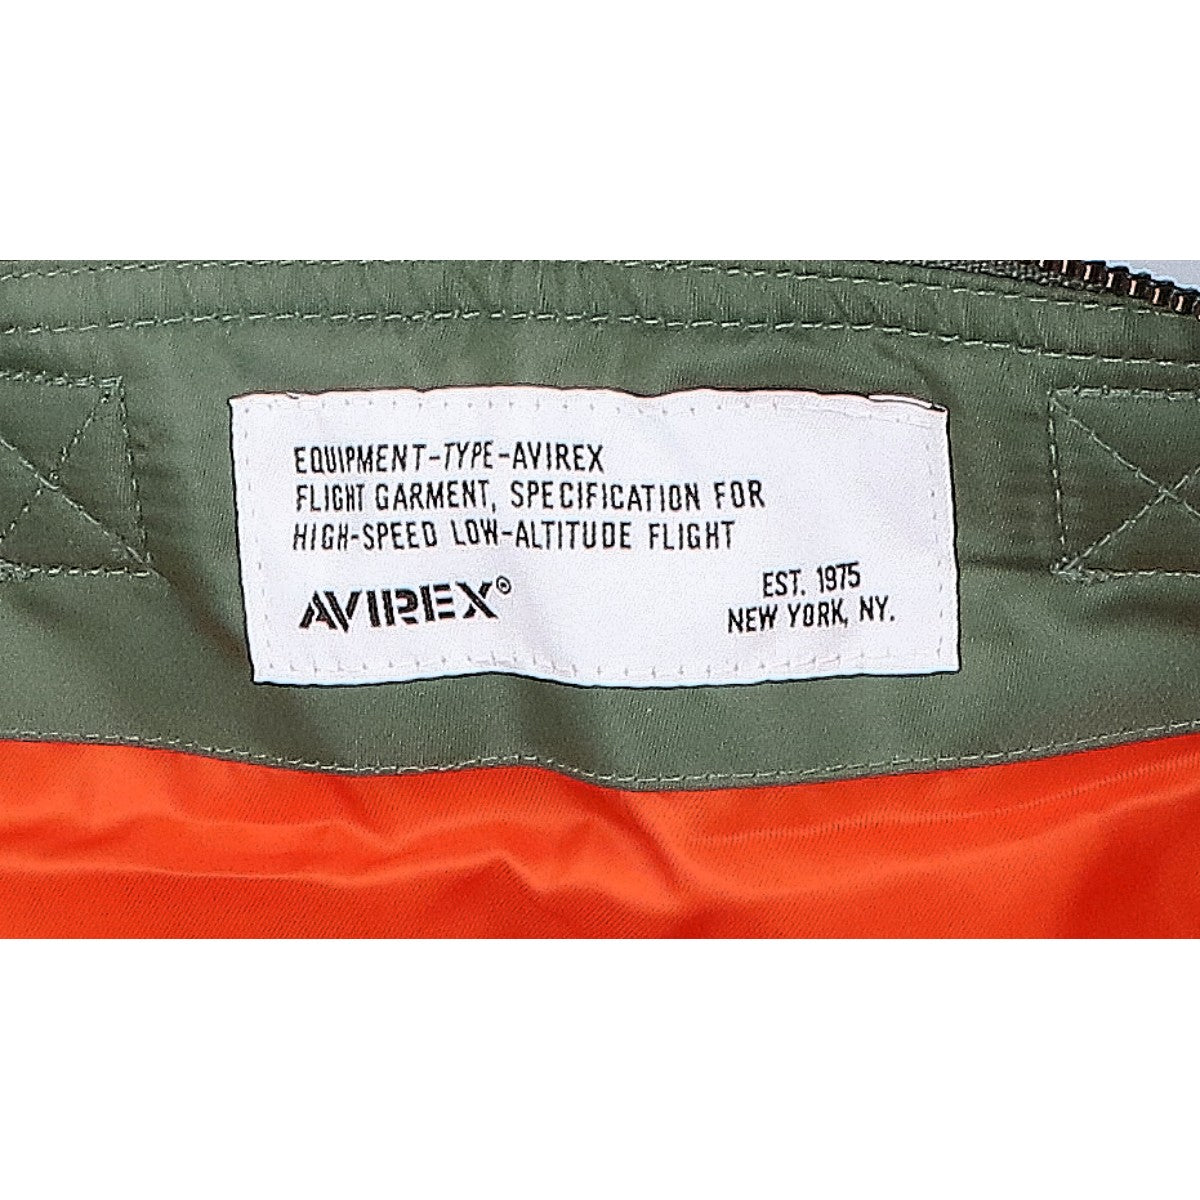 EQUIPMENT-TYPE-AVIREX
FLIGHT GARMENT, SPECIFICATION FOR
HIGH-SPEED LOW-ALTITUDE FLIGHT
AVIREX®
EST. 1975
NEW YORK, NY.